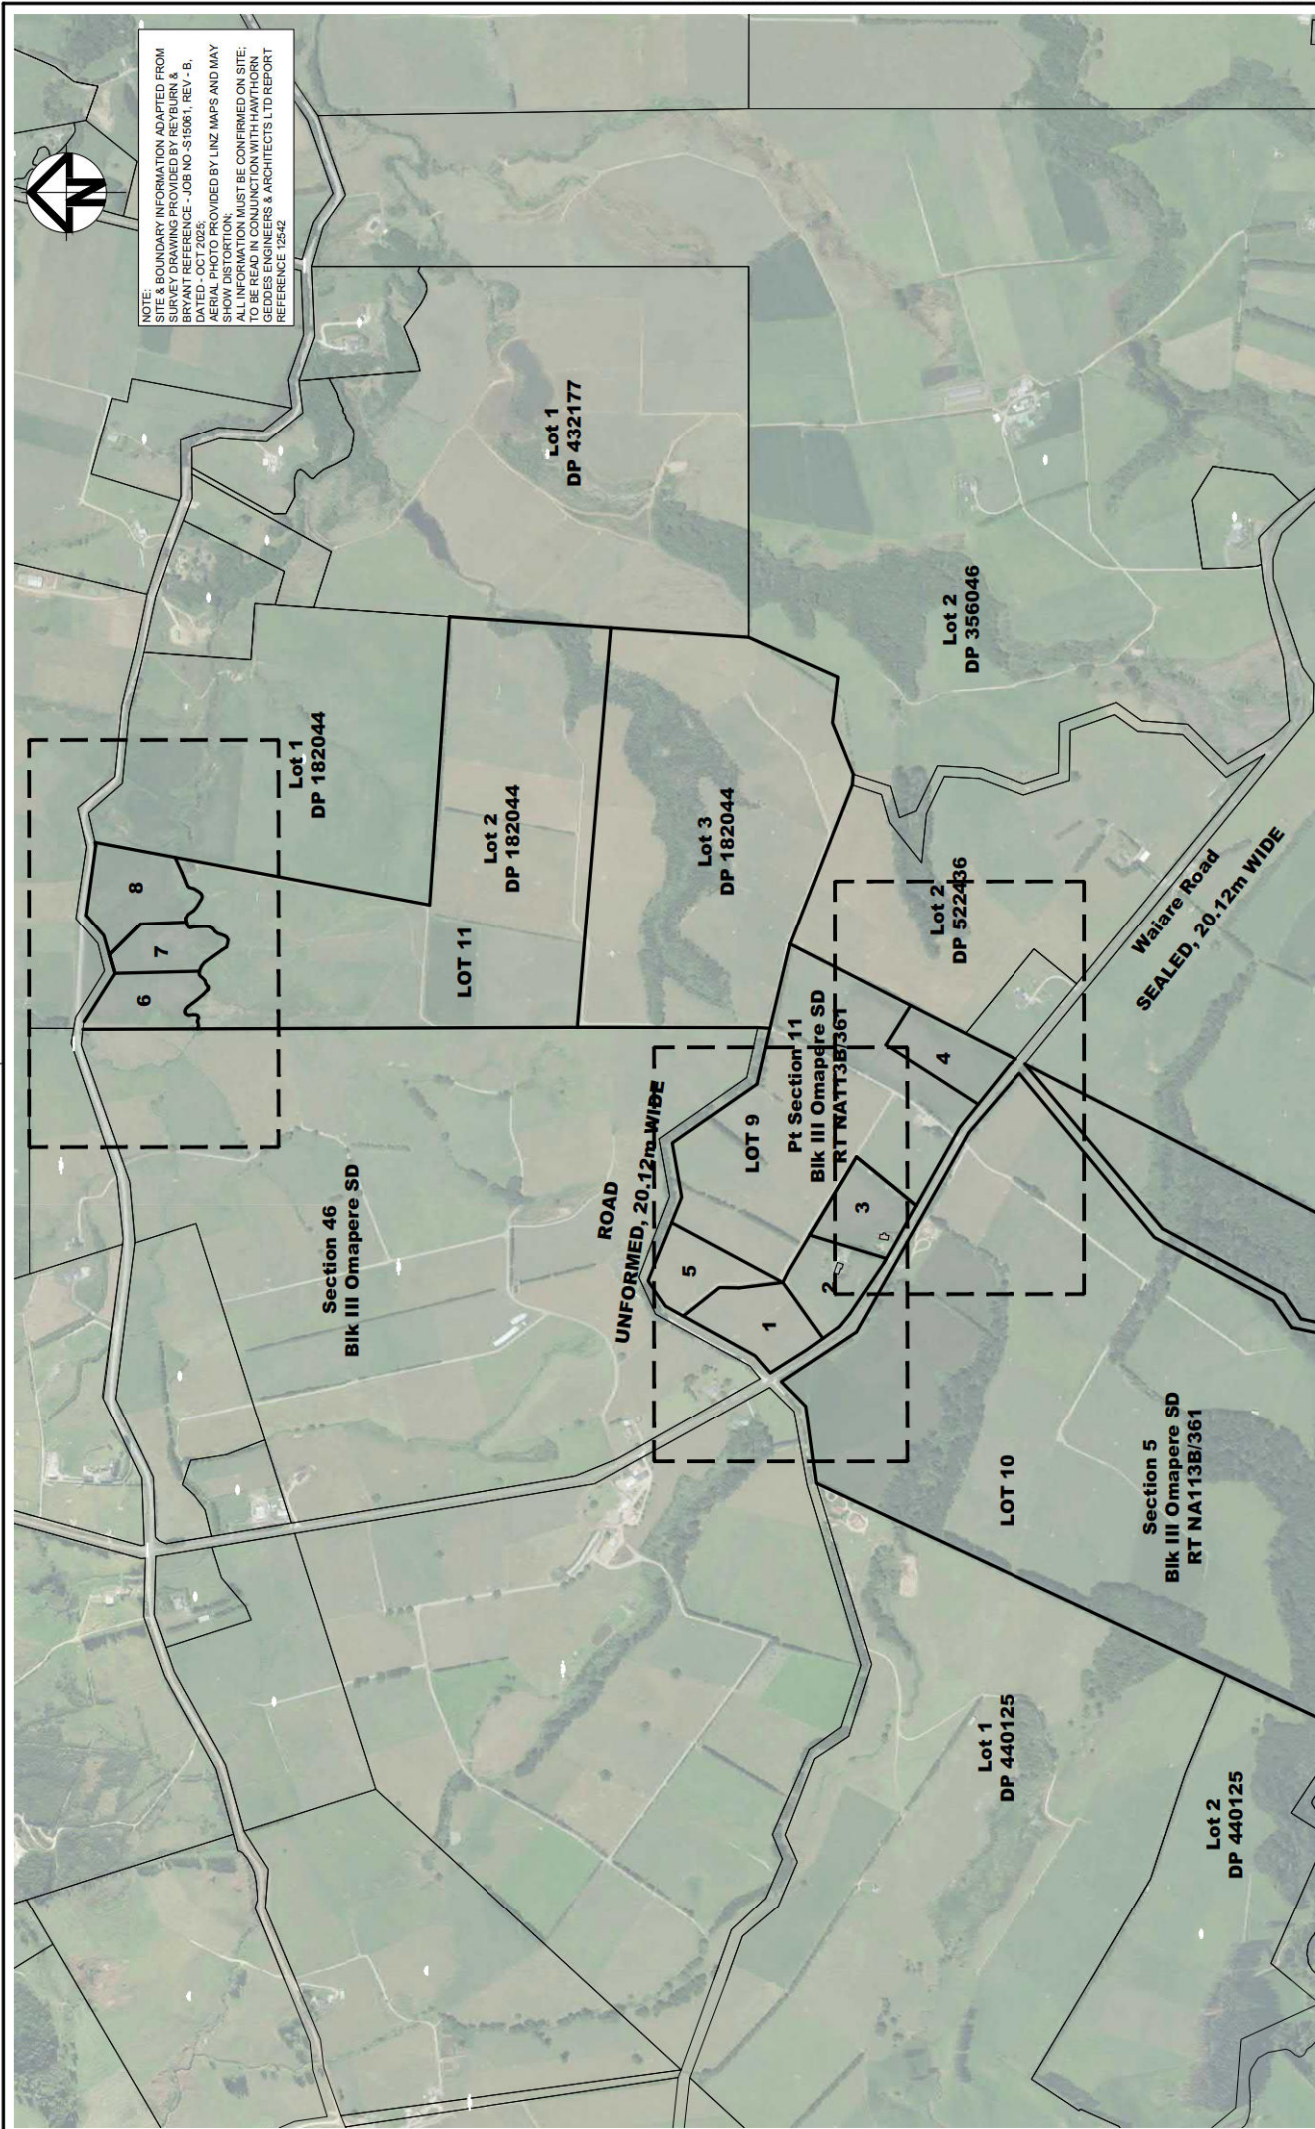 NOTE:
SITE & BOUNDARY INFORMATION ADAPTED FROM
SURVEY DRAWING PROVIDED BY REYBURN &
BRYANT REFERENCE - JOB NO -S15061, REV - B,
DATED - OCT 2025;
AERIAL PHOTO PROVIDED BY LINZ MAPS AND MAY
SHOW DISTORTION;
ALL INFORMATION MUST BE CONFIRMED ON SITE;
TO BE READ IN CONJUNCTION WITH HAWTHORN
GEDDES ENGINEERS & ARCHITECTS LTD REPORT
REFERENCE 12542
N
6
7
8
Lot 1
DP 182044
Section 46
Blk III Omapere SD
LOT 11
Lot 2
DP 182044
Lot 1
DP 432177
ROAD
UNFORMED, 20.12m WIDE
Lot 3
DP 182044
5
1
LOT 9
2
3
Pt Section 11
Blk III Omapere SD
RT NA113B/361
4
Lot 2
DP 522436
Lot 2
DP 356046
Waiare Road
SEALED, 20.12m WIDE
Lot 1
DP 440125
LOT 10
Section 5
Blk III Omapere SD
RT NA113B/361
Lot 2
DP 440125